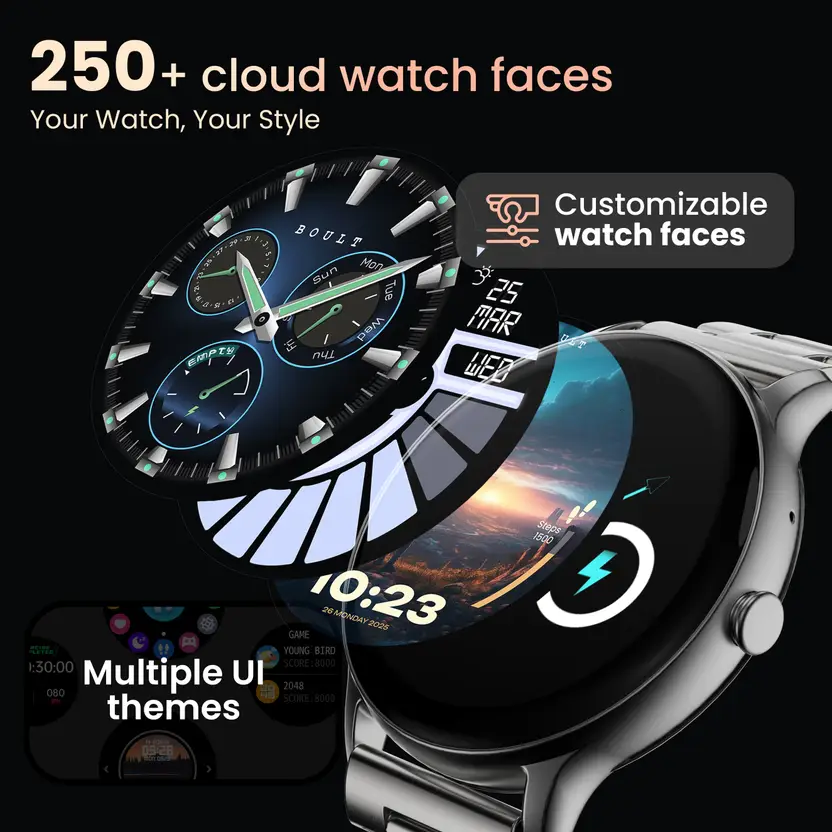 250+ cloud watch faces
Your Watch, Your Style
Customizable
watch faces
BOULT
Sun
Mon
Tue
Wed
Thu
Fri
EMPTY
25
MAR
WED
Steps
1500
10:23
26 MONDAY 2025
Multiple UI
themes
GAME
YOUNG BIRD
SCORE:8000
2048
SCORE:8000
:30:00
080